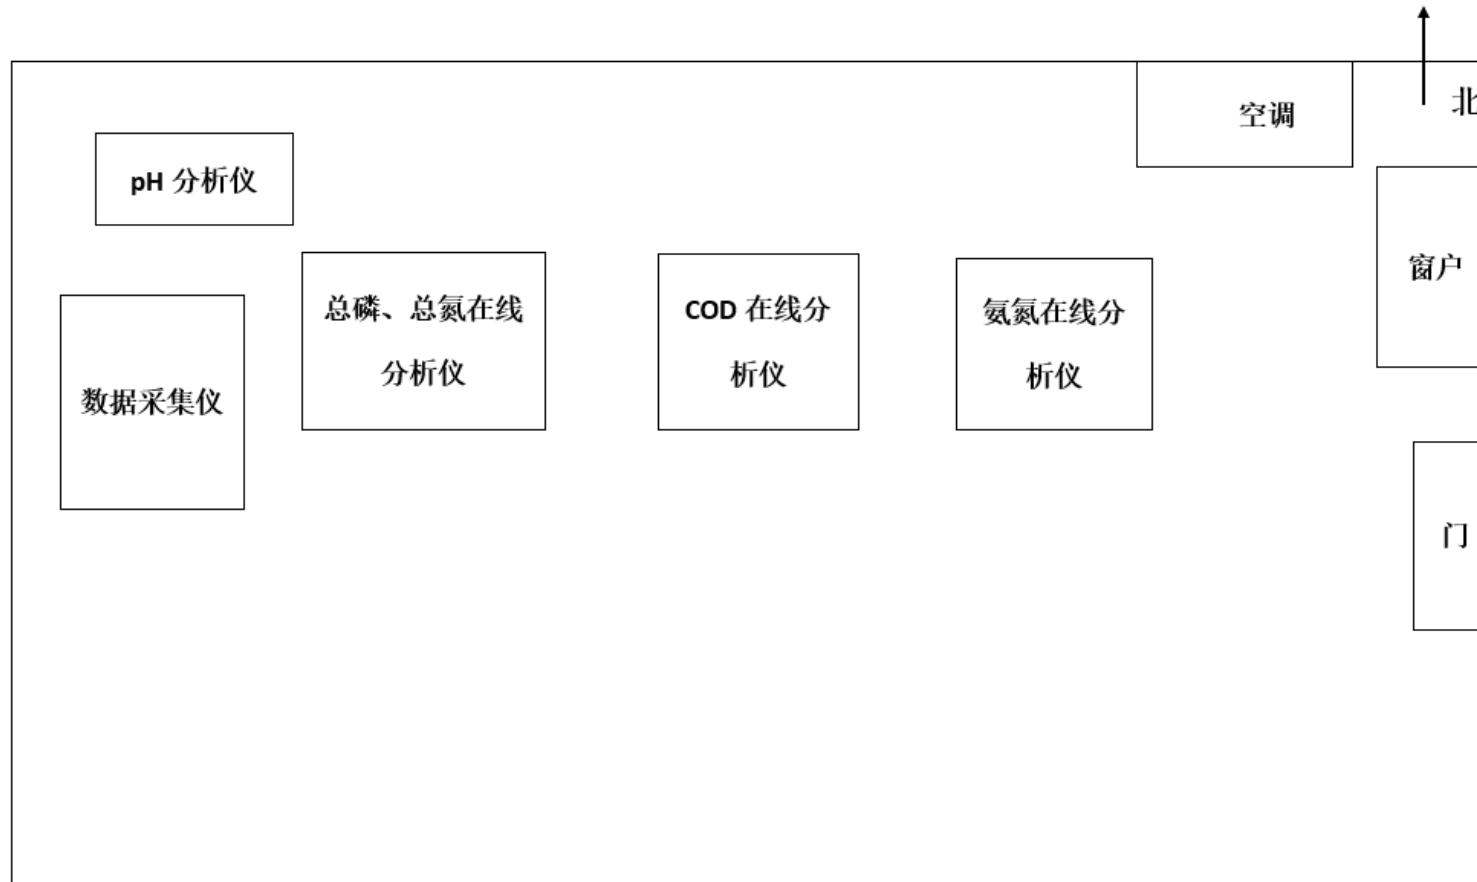 空调
北
pH 分析仪
窗户
总磷、总氮在线
分析仪
COD 在线分
析仪
氨氮在线分
析仪
数据采集仪
门